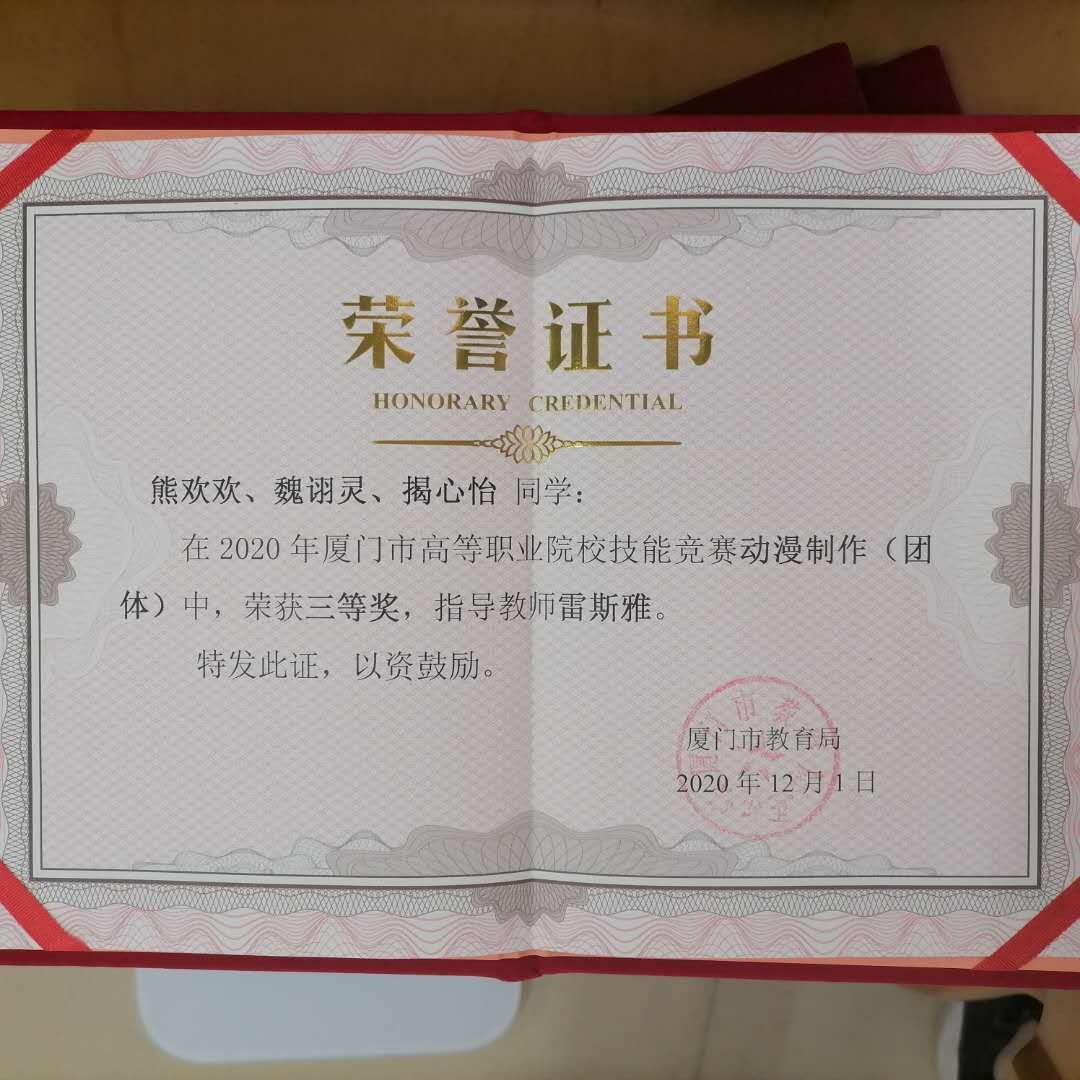 荣誉证书
HONORARY CREDENTIAL
熊欢欢、魏诩灵、揭心怡 同学：
在 2020 年厦门市高等职业院校技能竞赛动漫制作（团
体）中，荣获三等奖，指导教师雷斯雅。
特发此证，以资鼓励。
厦门市教育局
2020 年 12 月 1 日